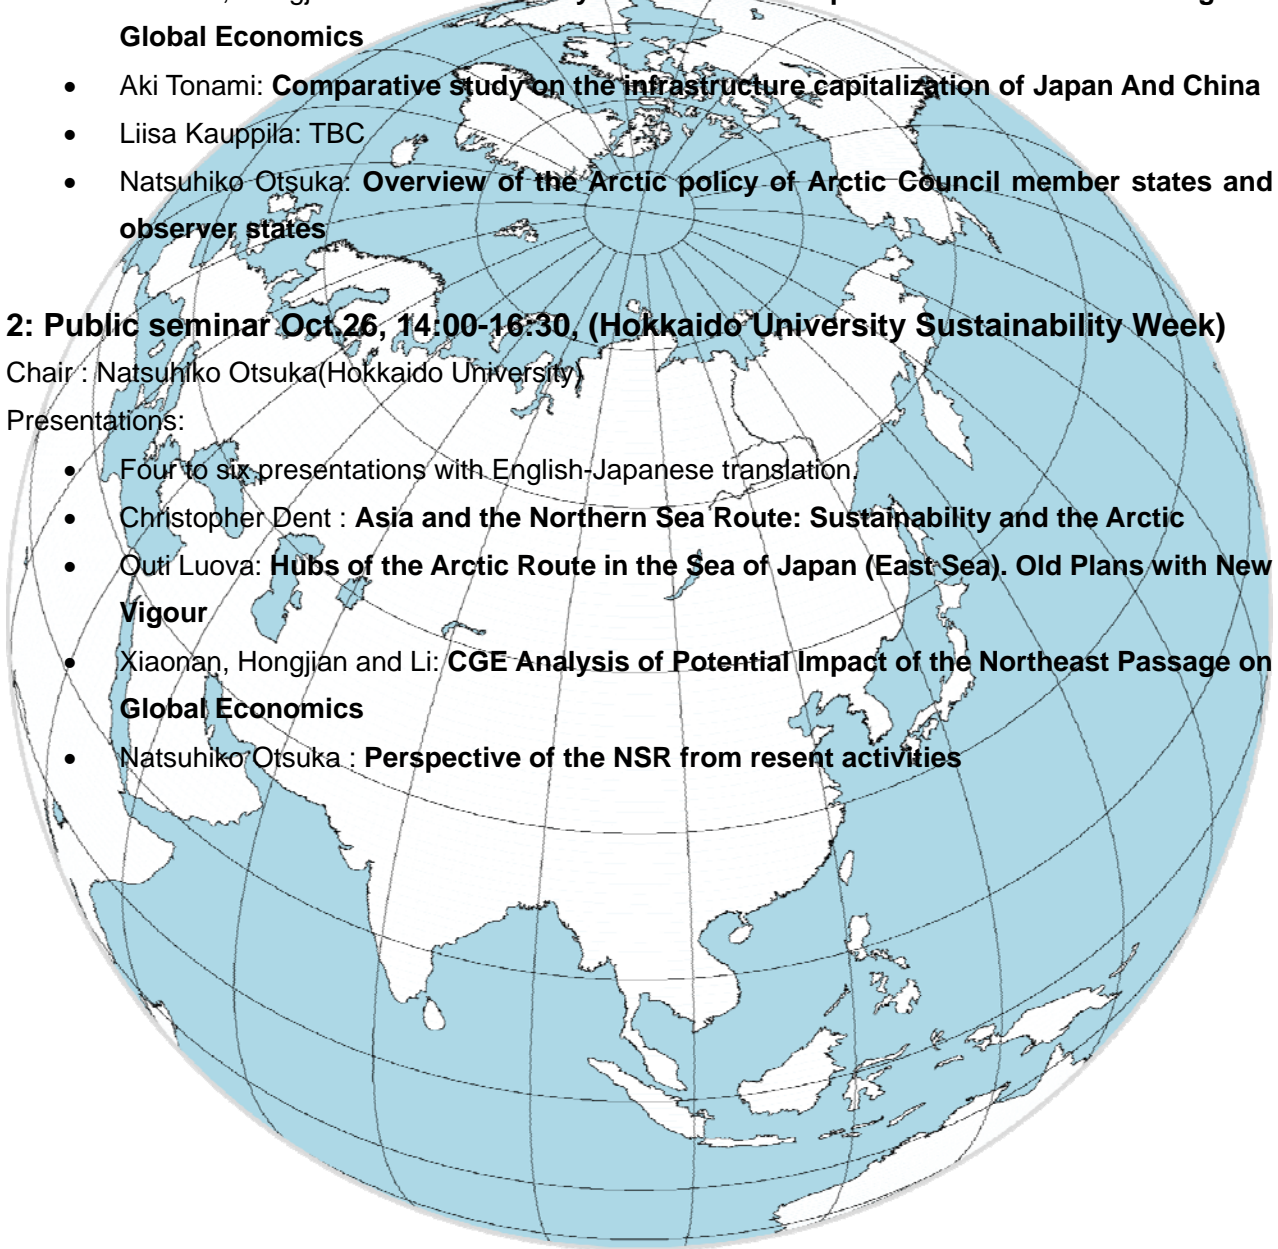 Global Economics
• Aki Tonami: Comparative study on the infrastructure capitalization of Japan And China
• Liisa Kauppila: TBC
• Natsuhiko Otsuka: Overview of the Arctic policy of Arctic Council member states and
observer states
2: Public seminar Oct.26, 14:00-16:30, (Hokkaido University Sustainability Week)
Chair : Natsuhiko Otsuka(Hokkaido University)
Presentations:
• Four to six presentations with English-Japanese translation.
• Christopher Dent : Asia and the Northern Sea Route: Sustainability and the Arctic
• Outi Luova: Hubs of the Arctic Route in the Sea of Japan (East Sea). Old Plans with New
Vigour
• Xiaonan, Hongjian and Li: CGE Analysis of Potential Impact of the Northeast Passage on
Global Economics
• Natsuhiko Otsuka : Perspective of the NSR from resent activities